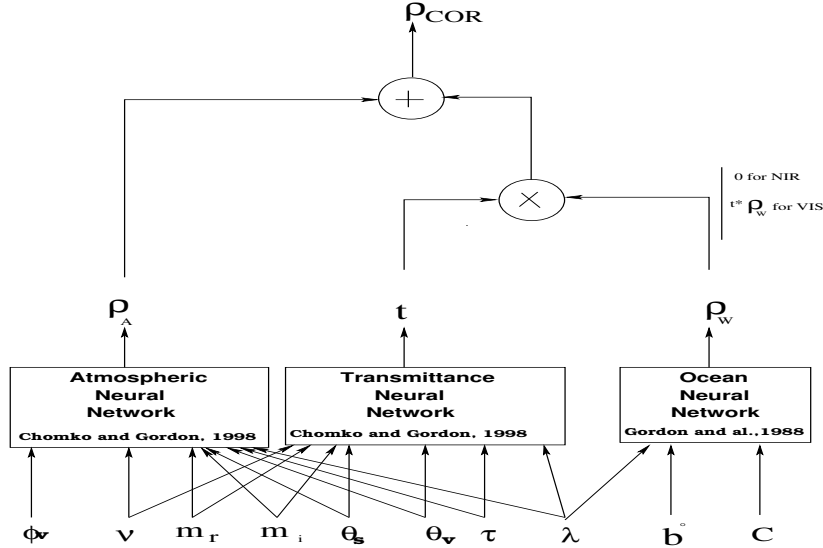 ρCOR
+
×
0 for NIR
t* ρw for VIS
ρA t ρW
Atmospheric
Neural
Network
Chomko and Gordon, 1998
Transmittance
Neural
Network
Chomko and Gordon, 1998
Ocean
Neural
Network
Gordon and al.,1988
ϕv ν mr mi θs θv τ λ b° C